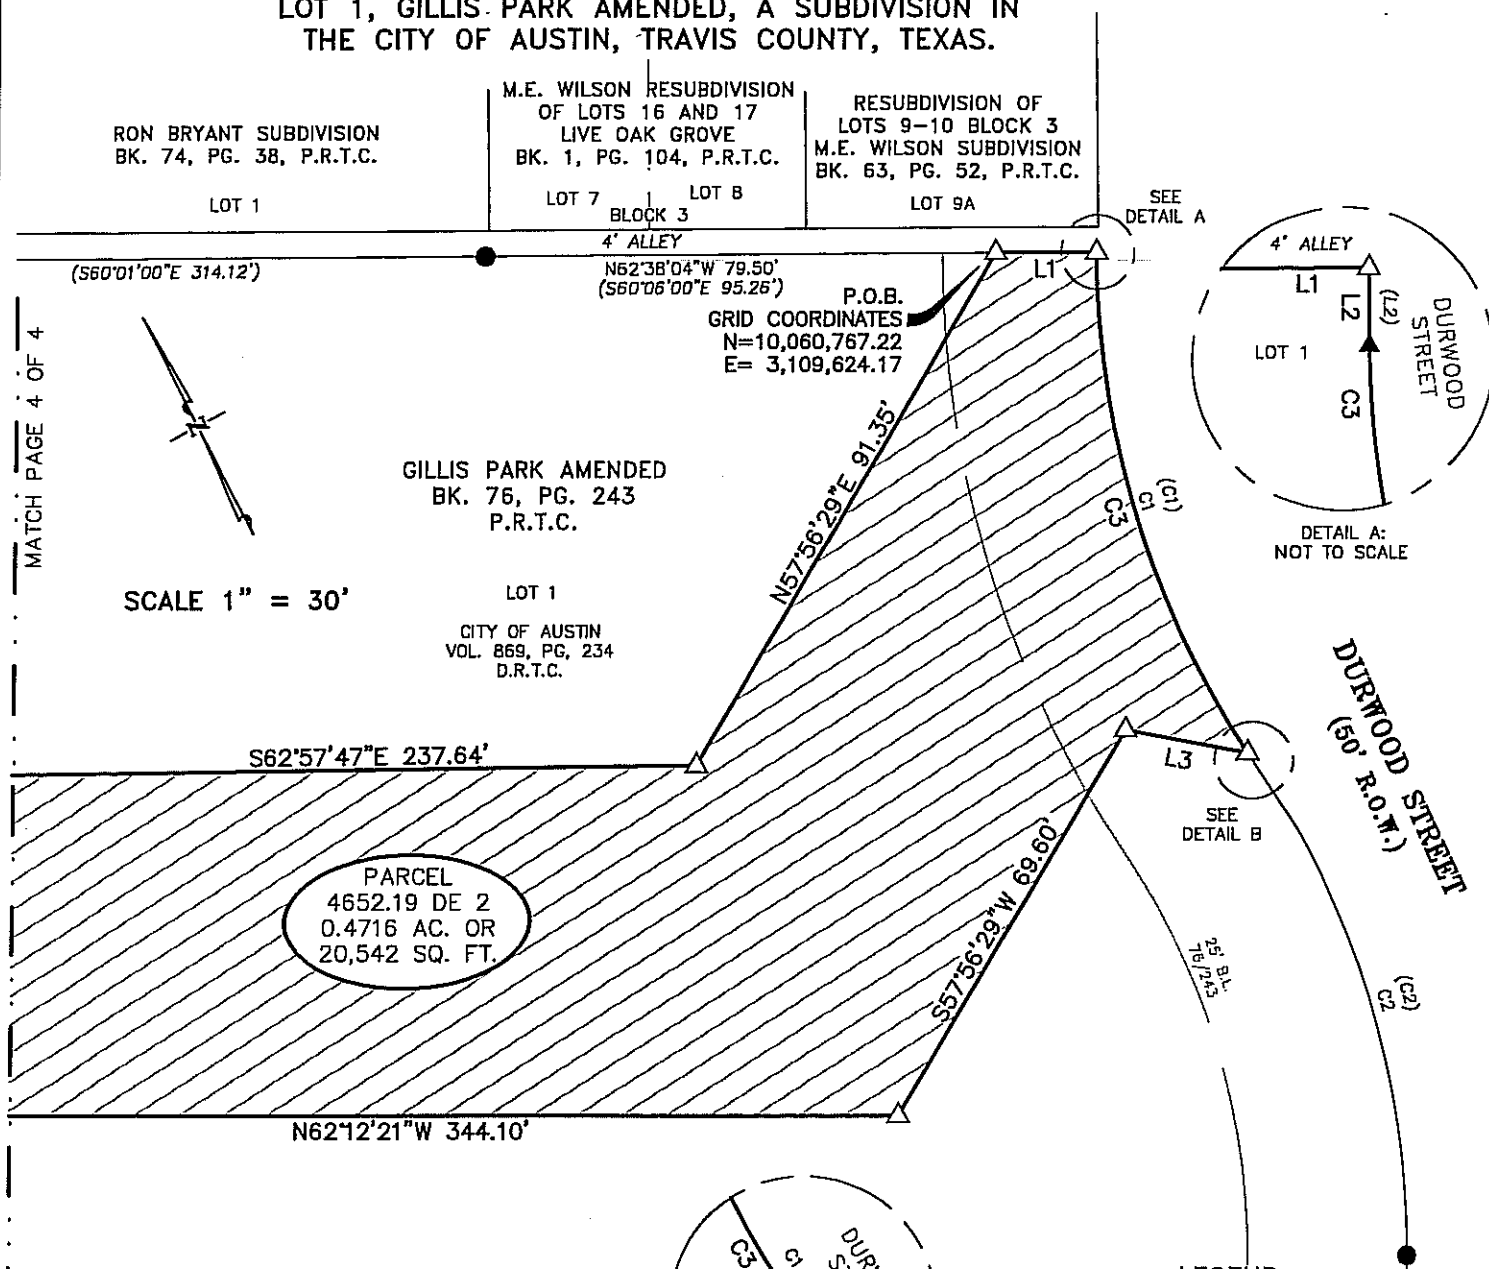 LOT 1, GILLIS PARK AMENDED, A SUBDIVISION IN
THE CITY OF AUSTIN, TRAVIS COUNTY, TEXAS.
RON BRYANT SUBDIVISION
BK. 74, PG. 38, P.R.T.C.
LOT 1
M.E. WILSON RESUBDIVISION
OF LOTS 16 AND 17
LIVE OAK GROVE
BK. 1, PG. 104, P.R.T.C.
LOT 7
LOT 8
BLOCK 3
RESUBDIVISION OF
LOTS 9-10 BLOCK 3
M.E. WILSON SUBDIVISION
BK. 63, PG. 52, P.R.T.C.
LOT 9A
SEE
DETAIL A
4' ALLEY
(S60°01'00"E 314.12')
N62°38'04"W 79.50'
(S60°06'00"E 95.26')
L1
P.O.B.
GRID COORDINATES
N=10,060,767.22
E= 3,109,624.17
4' ALLEY
L1
L2
(L2)
LOT 1
C3
DURWOOD
STREET
DETAIL A:
NOT TO SCALE
MATCH PAGE 4 OF 4
N
GILLIS PARK AMENDED
BK. 76, PG. 243
P.R.T.C.
SCALE 1" = 30'
LOT 1
CITY OF AUSTIN
VOL. 869, PG, 234
D.R.T.C.
N57°56'29"E 91.35'
C3
C1
(C1)
DURWOOD STREET
(50' R.O.W.)
S62°57'47"E 237.64'
L3
SEE
DETAIL B
PARCEL
4652.19 DE 2
0.4716 AC. OR
20,542 SQ. FT.
S57°56'29"W 69.60'
25' B.L.
76/243
(C2)
C2
N62°12'21"W 344.10'
C3
C1